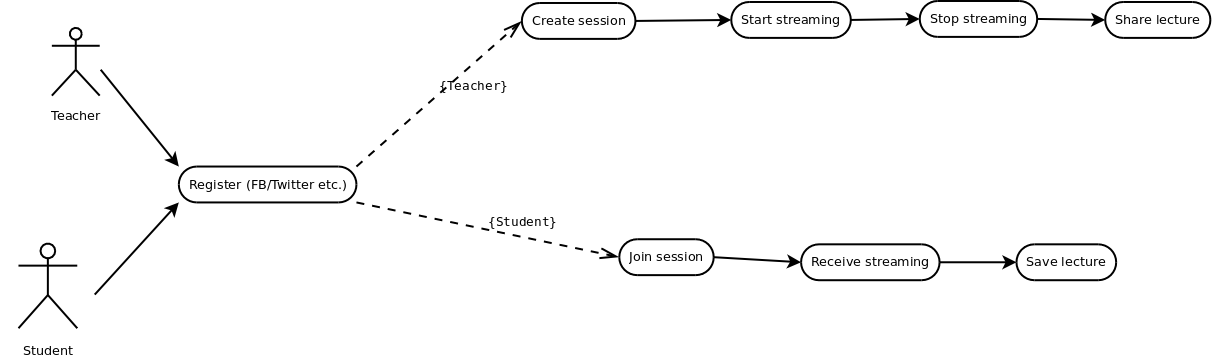 Create session
Start streaming
Stop streaming
Share lecture
{Teacher}
Teacher
Register (FB/Twitter etc.)
{Student}
Join session
Receive streaming
Save lecture
Student